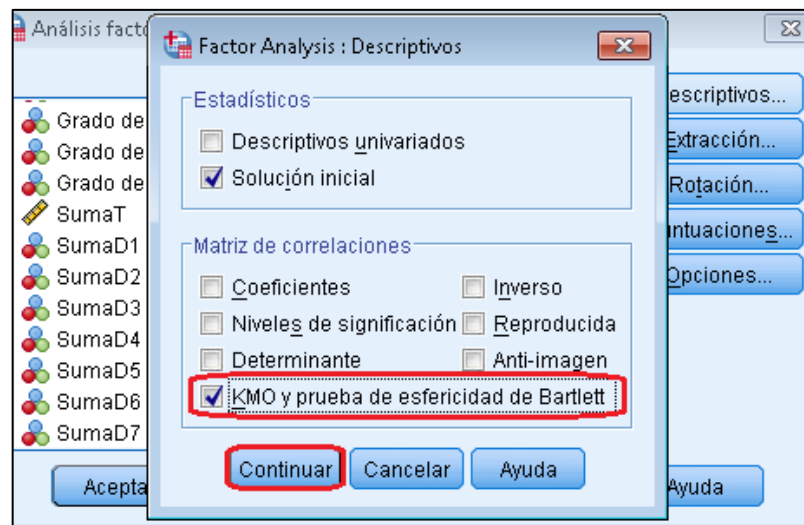 Análisis facto
Factor Analysis : Descriptivos
Estadísticos
Descriptivos univariados
Solución inicial
Matriz de correlaciones
Coeficientes
Inverso
Niveles de significación
Reproducida
Determinante
Anti-imagen
KMO y prueba de esfericidad de Bartlett
Continuar
Cancelar
Ayuda
Grado de
Grado de
Grado de
SumaT
SumaD1
SumaD2
SumaD3
SumaD4
SumaD5
SumaD6
SumaD7
escriptivos...
Extracción...
Rotación...
untuaciones...
Opciones...
Acepta
Ayuda